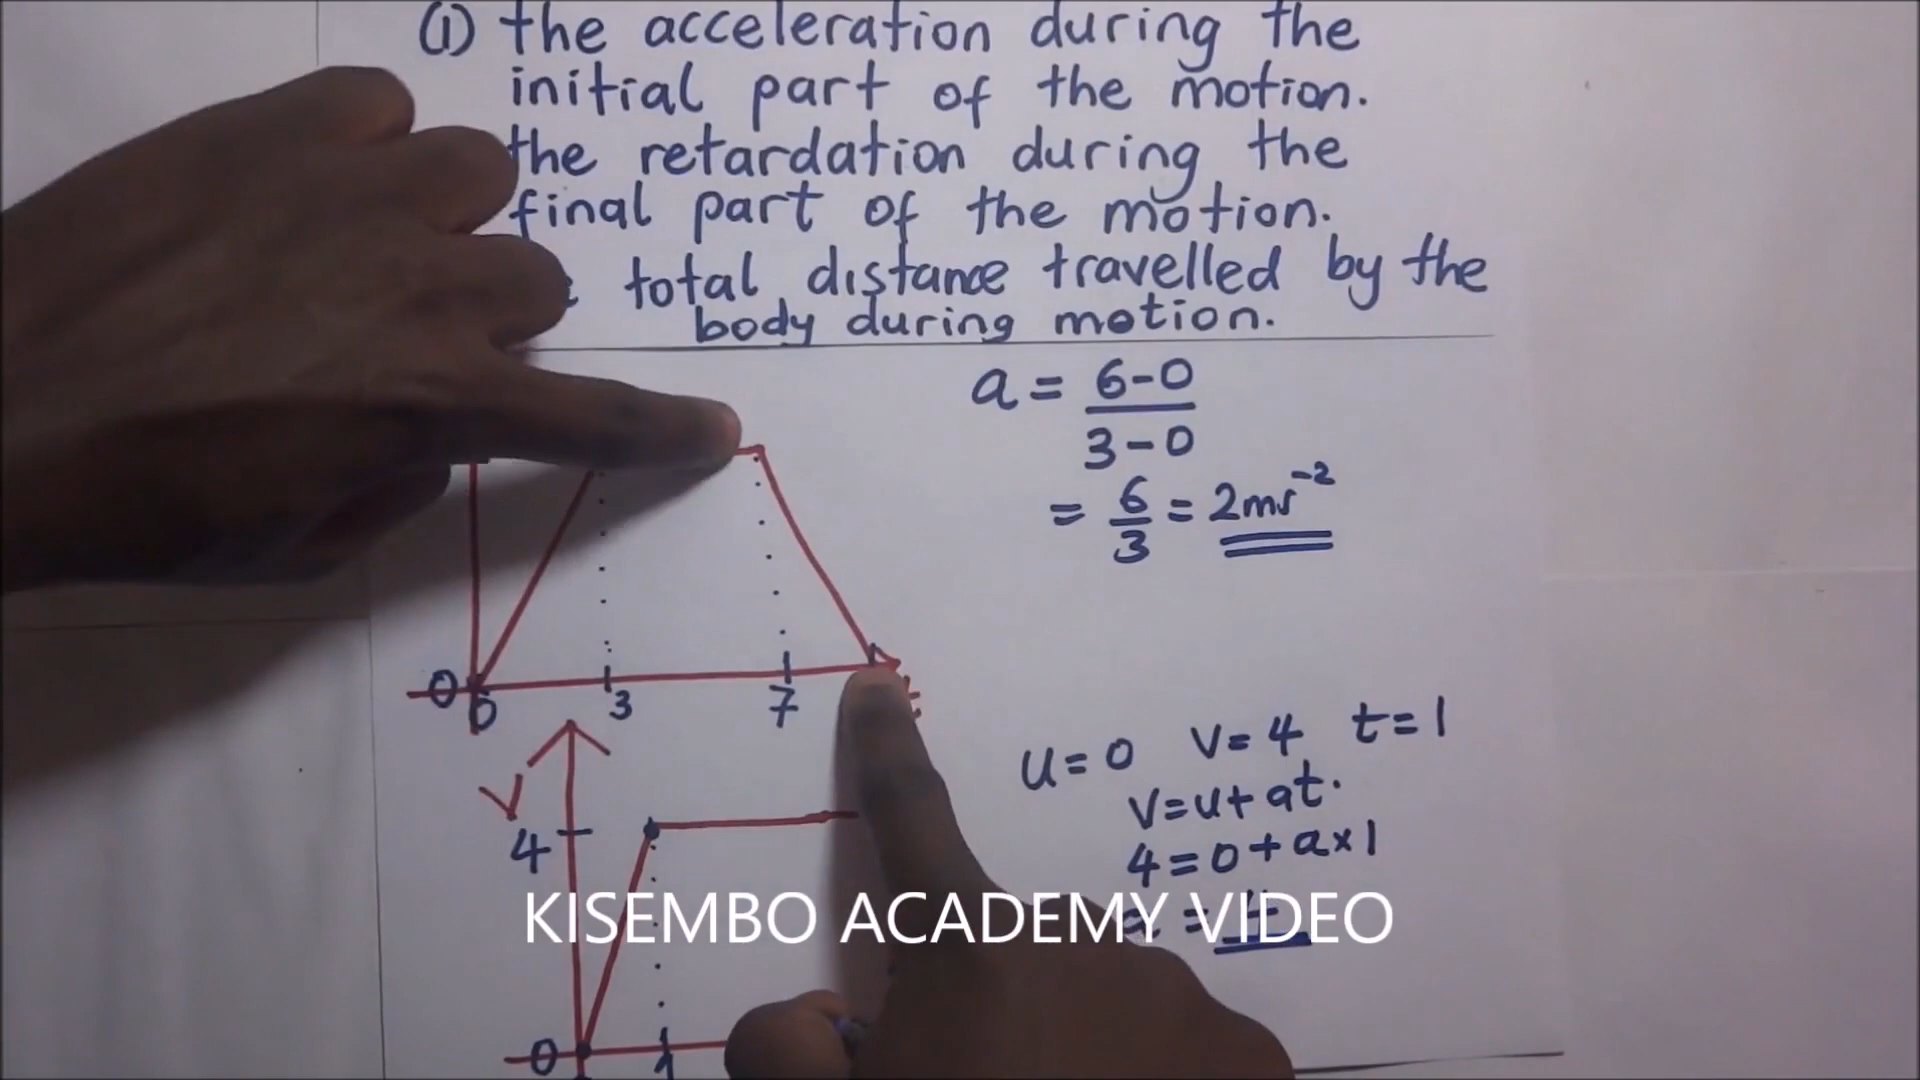 (i) the acceleration during the
initial part of the motion.
the retardation during the
final part of the motion.
total distance travelled by the
body during motion.
a = 6-0
3-0
= 6/3 = 2ms⁻²
0
0 3 7 t
u=0 v=4 t=1
v=u+at.
4=0+a×1
a = 4
V
4
KISEMBO ACADEMY VIDEO
0 1